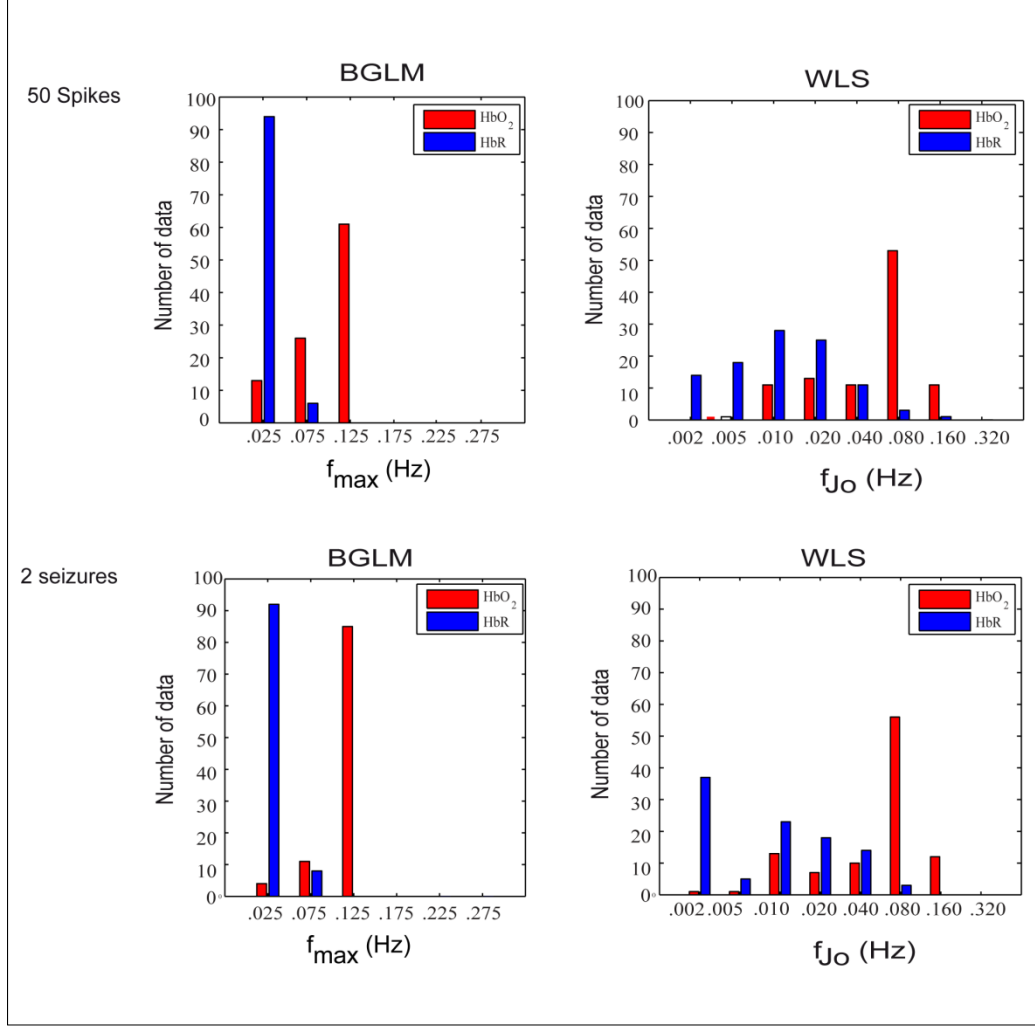 50 Spikes
BGLM
100
90
80
70
60
50
40
30
20
10
0
Number of data
HbO2
HbR
.025 .075 .125 .175 .225 .275
fmax (Hz)
WLS
100
90
80
70
60
50
40
30
20
10
0
Number of data
HbO2
HbR
.002 .005 .010 .020 .040 .080 .160 .320
fJo (Hz)
2 seizures
BGLM
100
90
80
70
60
50
40
30
20
10
0
Number of data
HbO2
HbR
.025 .075 .125 .175 .225 .275
fmax (Hz)
WLS
100
90
80
70
60
50
40
30
20
10
0
Number of data
HbO2
HbR
.002 .005 .010 .020 .040 .080 .160 .320
fJo (Hz)